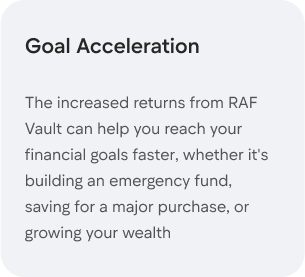 Goal Acceleration
The increased returns from RAF
Vault can help you reach your
financial goals faster, whether it's
building an emergency fund,
saving for a major purchase, or
growing your wealth